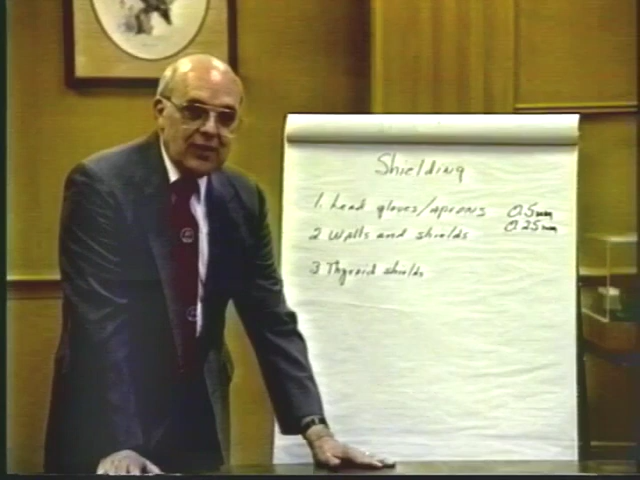 Shielding
1. Lead gloves/aprons 0.5mm
0.25mm
2 Walls and shields
3 Thyroid shields